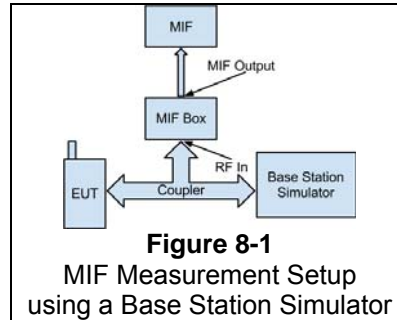 MIF
MIF Output
MIF Box
RF In
EUT
Coupler
Base Station
Simulator
Figure 8-1
MIF Measurement Setup
using a Base Station Simulator